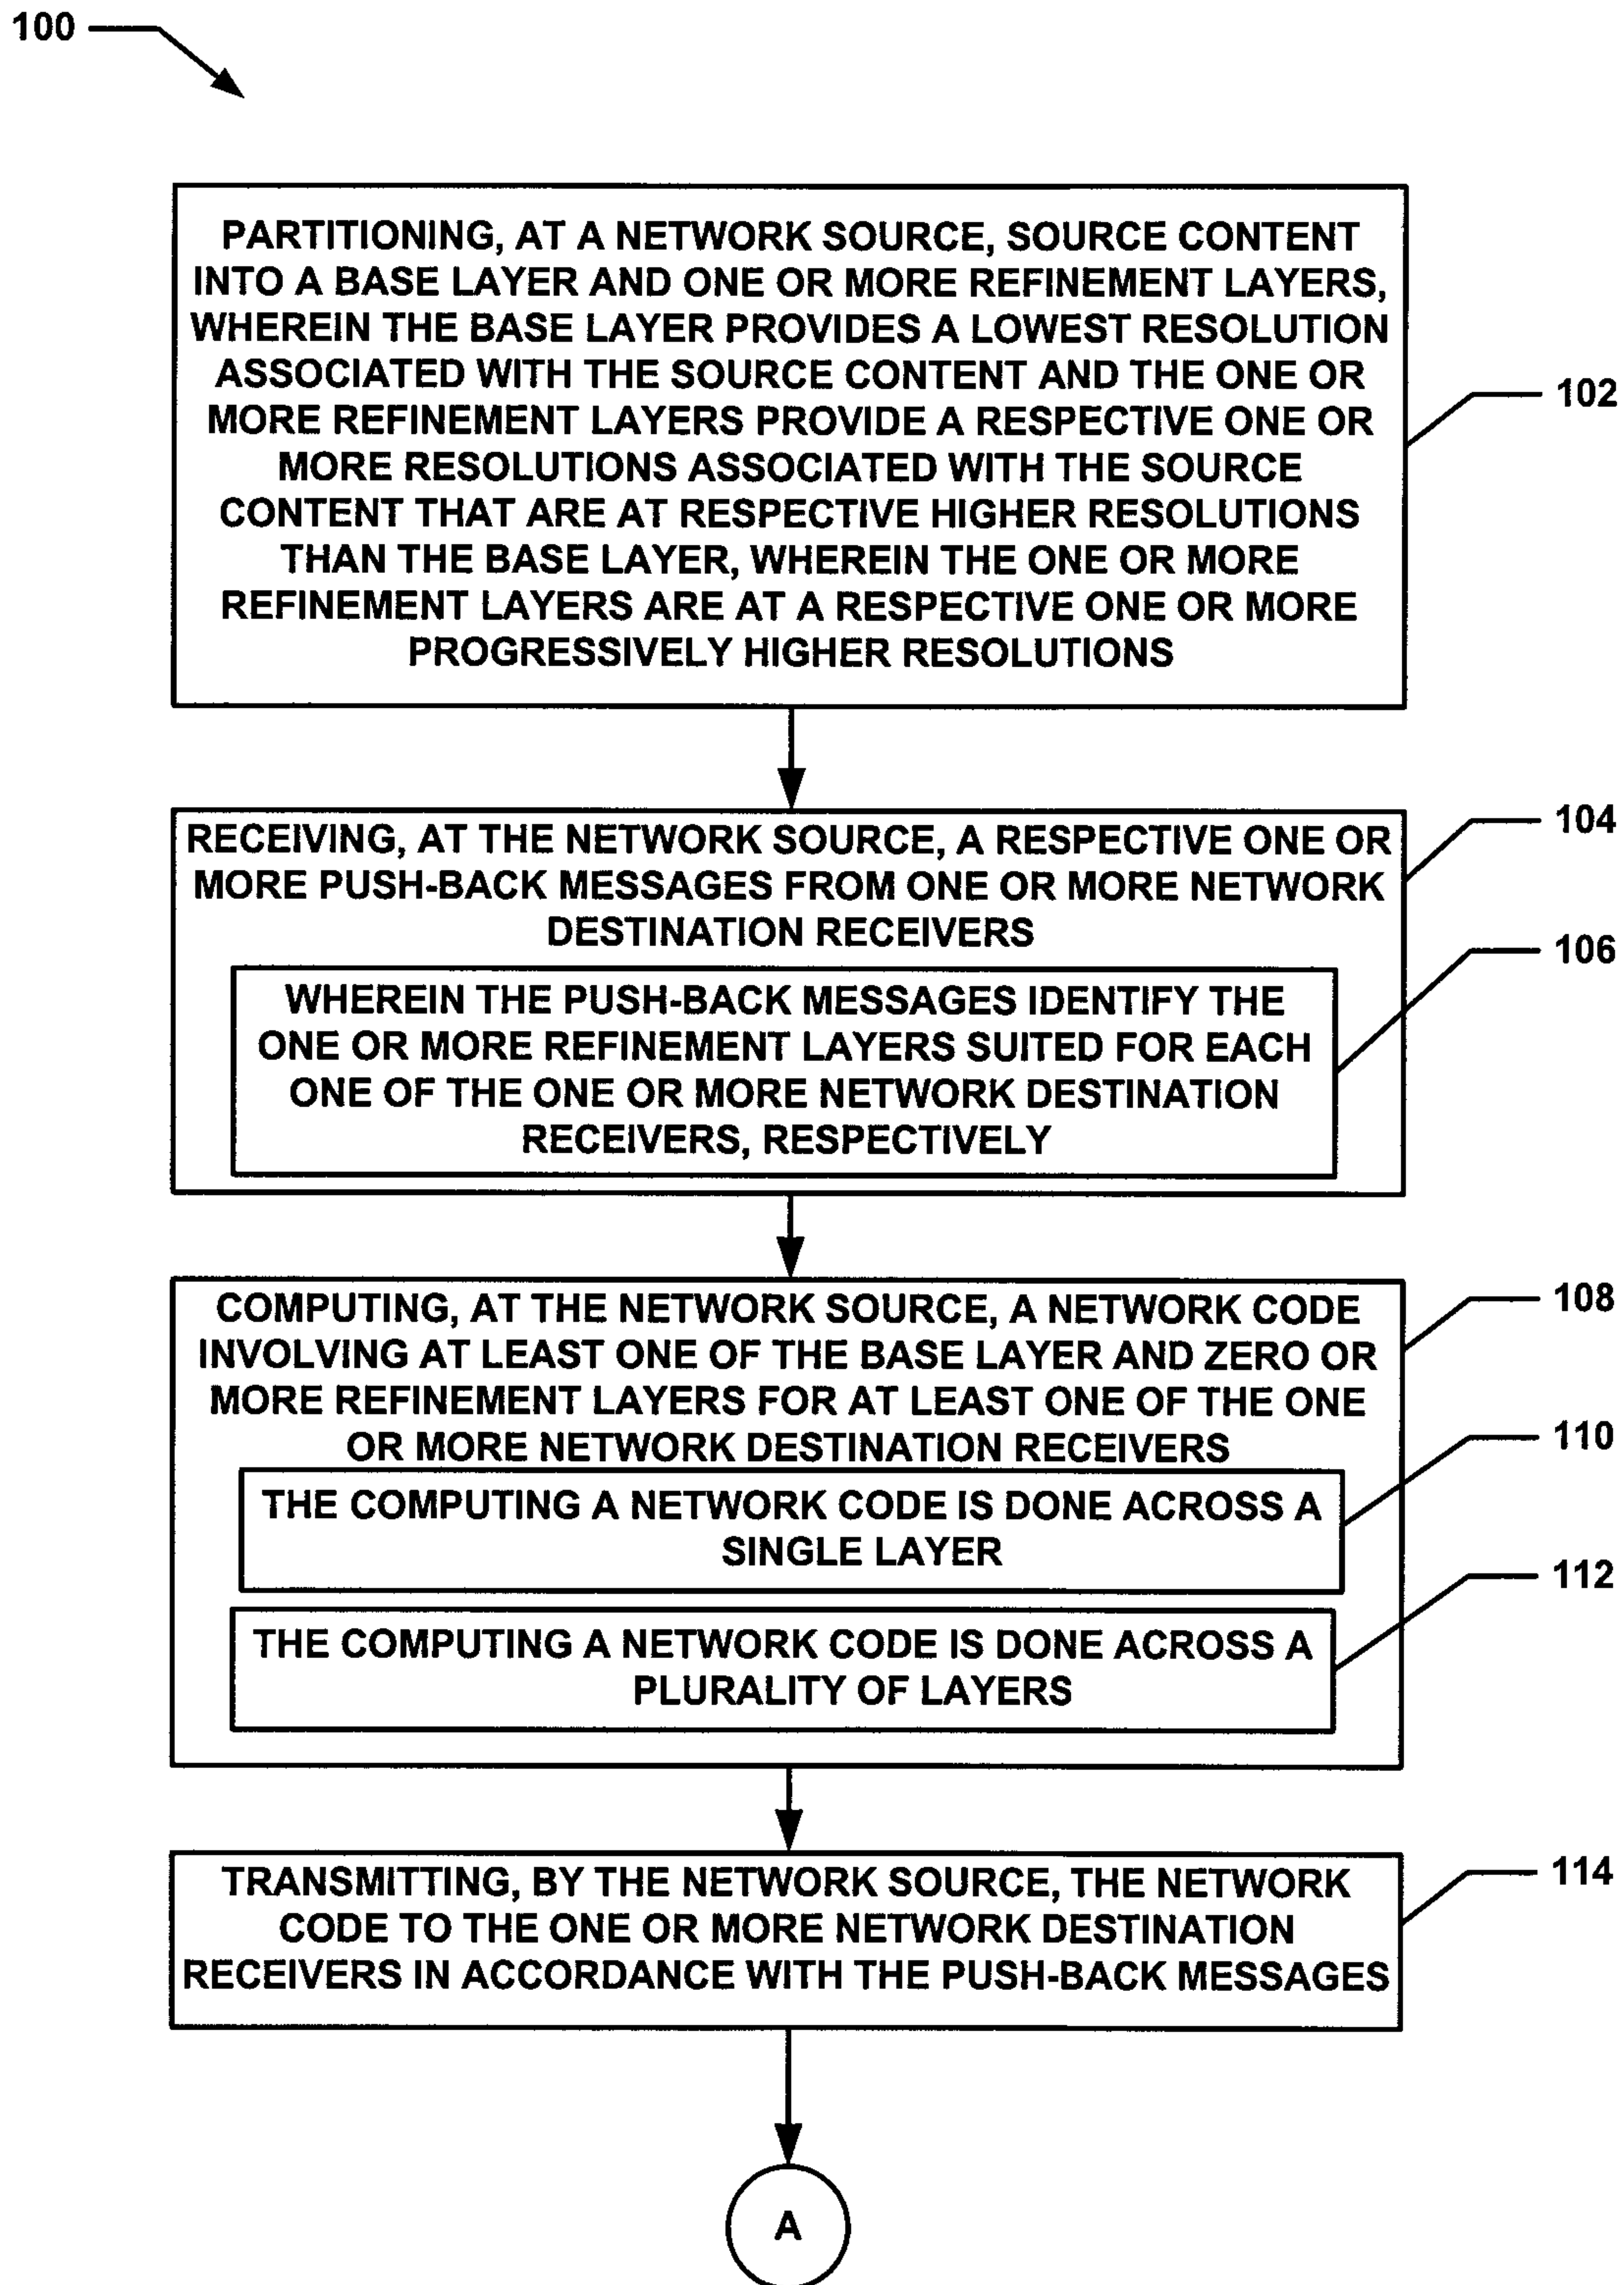 100
PARTITIONING, AT A NETWORK SOURCE, SOURCE CONTENT
INTO A BASE LAYER AND ONE OR MORE REFINEMENT LAYERS,
WHEREIN THE BASE LAYER PROVIDES A LOWEST RESOLUTION
ASSOCIATED WITH THE SOURCE CONTENT AND THE ONE OR
MORE REFINEMENT LAYERS PROVIDE A RESPECTIVE ONE OR
MORE RESOLUTIONS ASSOCIATED WITH THE SOURCE
CONTENT THAT ARE AT RESPECTIVE HIGHER RESOLUTIONS
THAN THE BASE LAYER, WHEREIN THE ONE OR MORE
REFINEMENT LAYERS ARE AT A RESPECTIVE ONE OR MORE
PROGRESSIVELY HIGHER RESOLUTIONS
102
RECEIVING, AT THE NETWORK SOURCE, A RESPECTIVE ONE OR
MORE PUSH-BACK MESSAGES FROM ONE OR MORE NETWORK
DESTINATION RECEIVERS
104
WHEREIN THE PUSH-BACK MESSAGES IDENTIFY THE
ONE OR MORE REFINEMENT LAYERS SUITED FOR EACH
ONE OF THE ONE OR MORE NETWORK DESTINATION
RECEIVERS, RESPECTIVELY
106
COMPUTING, AT THE NETWORK SOURCE, A NETWORK CODE
INVOLVING AT LEAST ONE OF THE BASE LAYER AND ZERO OR
MORE REFINEMENT LAYERS FOR AT LEAST ONE OF THE ONE
OR MORE NETWORK DESTINATION RECEIVERS
108
THE COMPUTING A NETWORK CODE IS DONE ACROSS A
SINGLE LAYER
110
THE COMPUTING A NETWORK CODE IS DONE ACROSS A
PLURALITY OF LAYERS
112
TRANSMITTING, BY THE NETWORK SOURCE, THE NETWORK
CODE TO THE ONE OR MORE NETWORK DESTINATION
RECEIVERS IN ACCORDANCE WITH THE PUSH-BACK MESSAGES
114
A